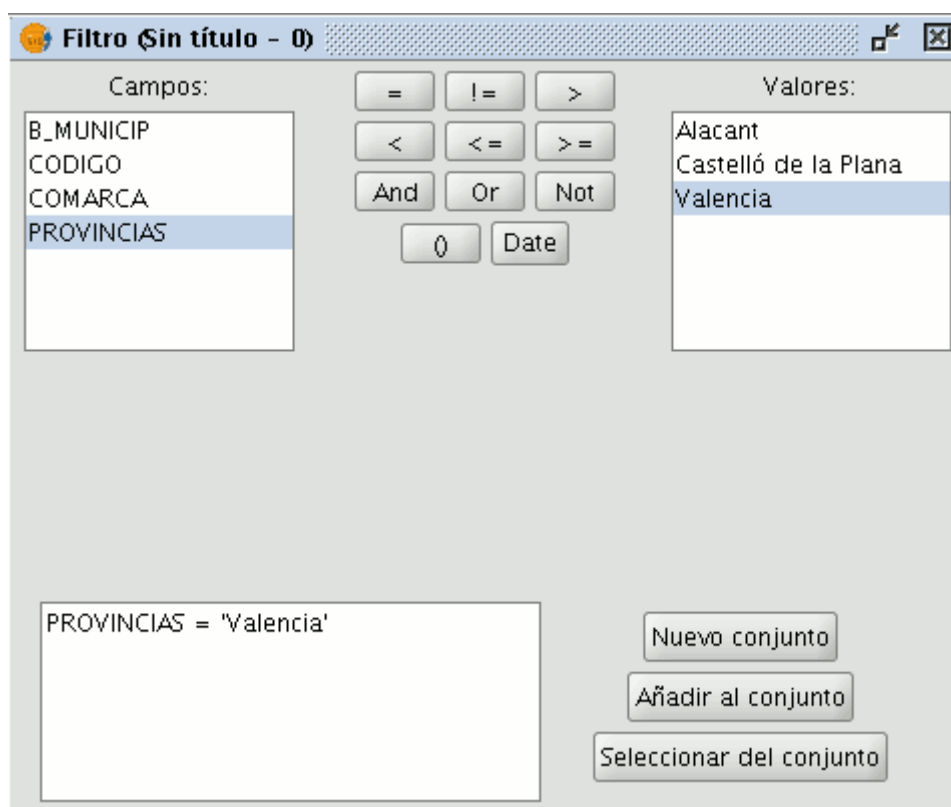 Filtro (Sin título - 0)
Campos:
B_MUNICIP
CODIGO
COMARCA
PROVINCIAS
= != >
< <= >=
And Or Not
() Date
Valores:
Alacant
Castelló de la Plana
Valencia
PROVINCIAS = 'Valencia'
Nuevo conjunto
Añadir al conjunto
Seleccionar del conjunto